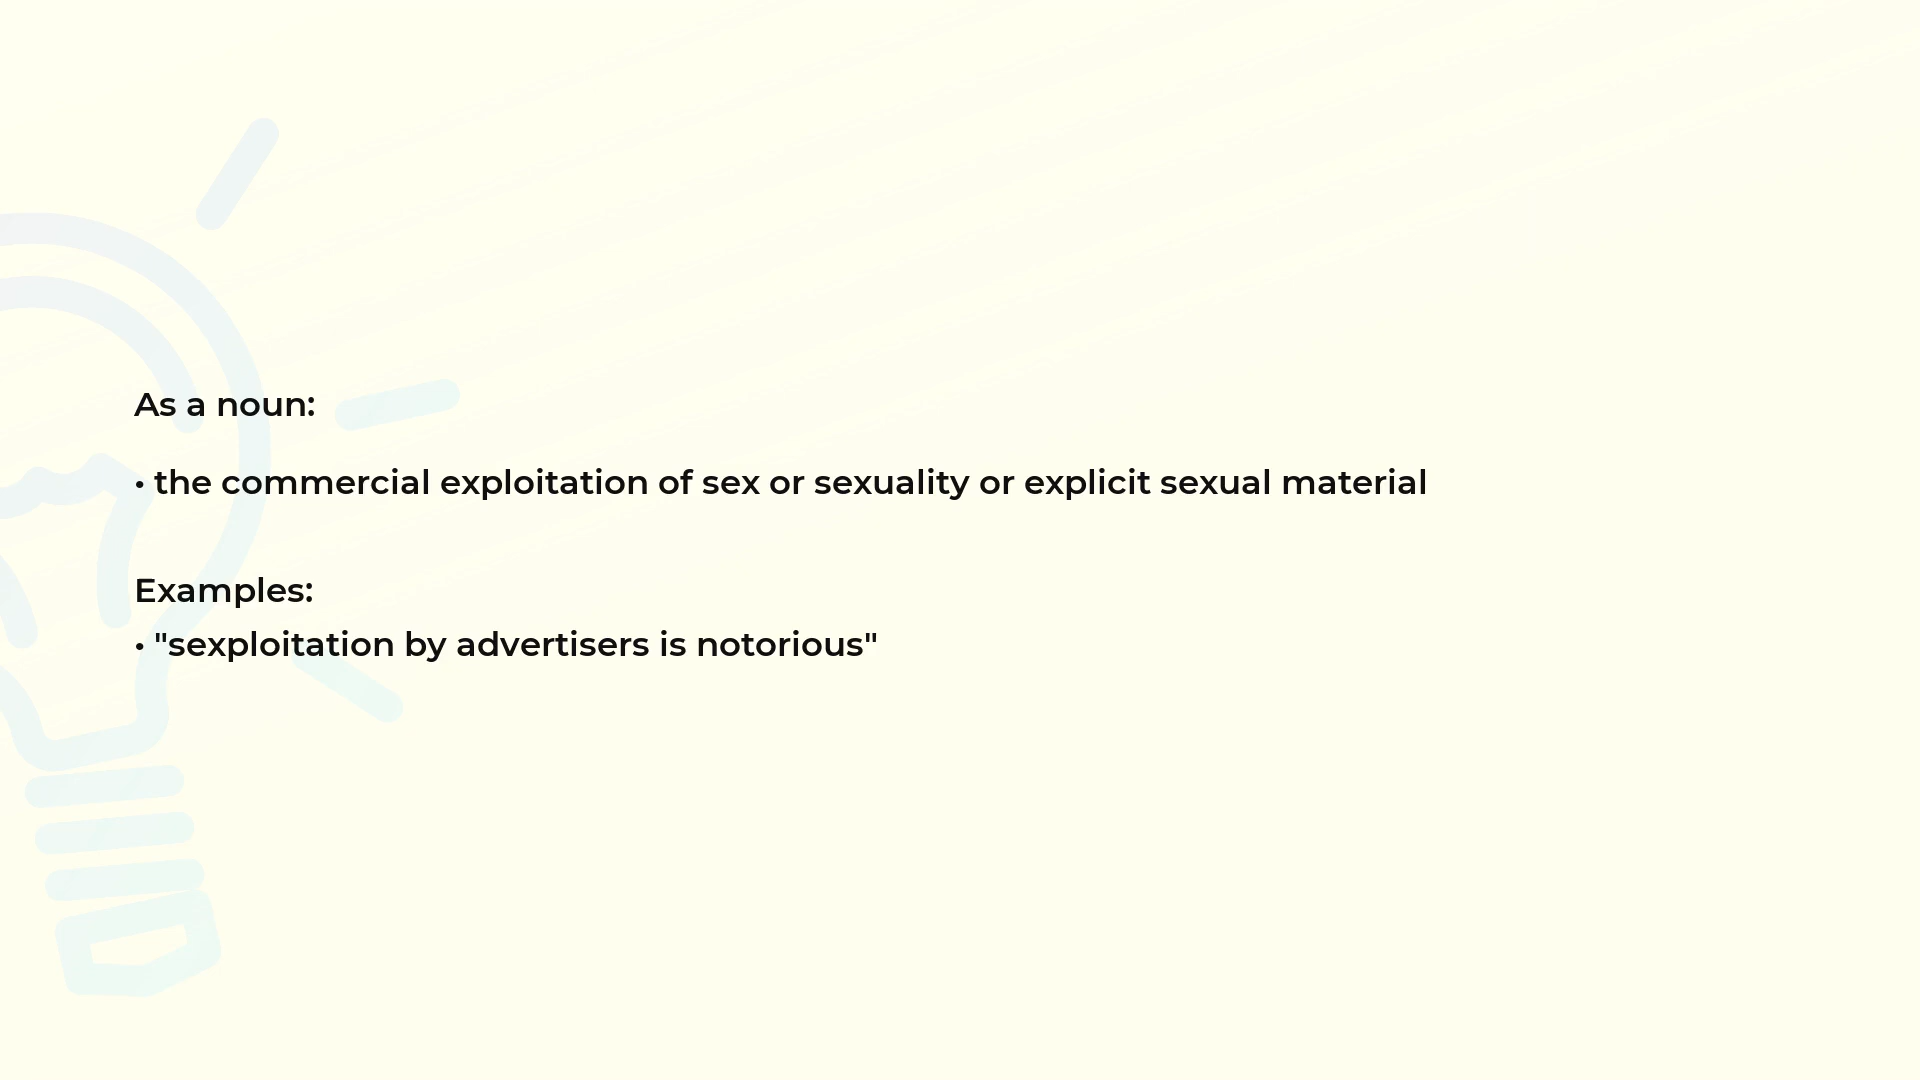 As a noun:
• the commercial exploitation of sex or sexuality or explicit sexual material
Examples:
• "sexploitation by advertisers is notorious"